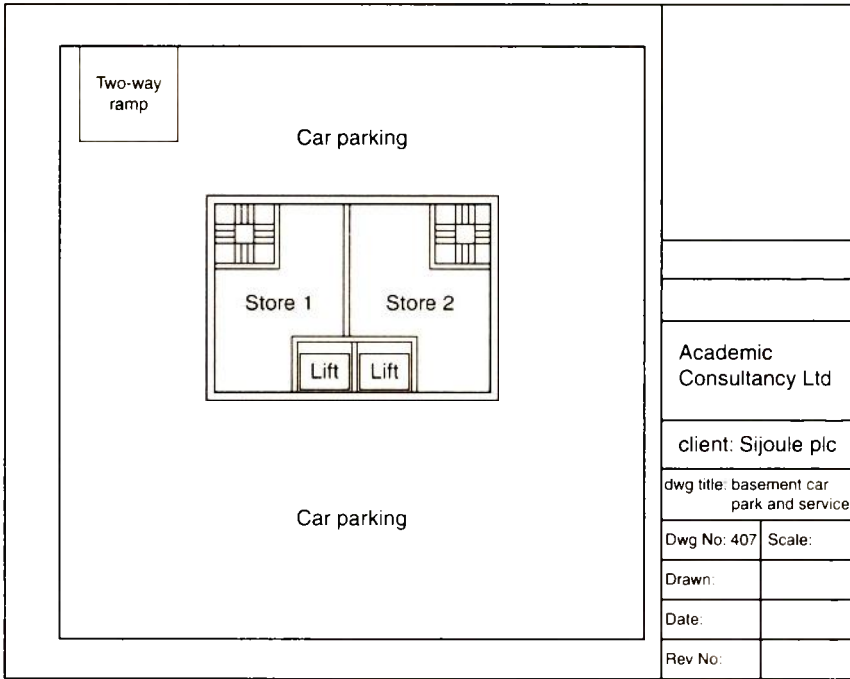 Two-way
ramp
Car parking
Store 1
Store 2
Lift
Lift
Car parking
Academic
Consultancy Ltd
client: Sijoule plc
dwg title: basement car
park and service
Dwg No: 407
Scale:
Drawn:
Date:
Rev No: